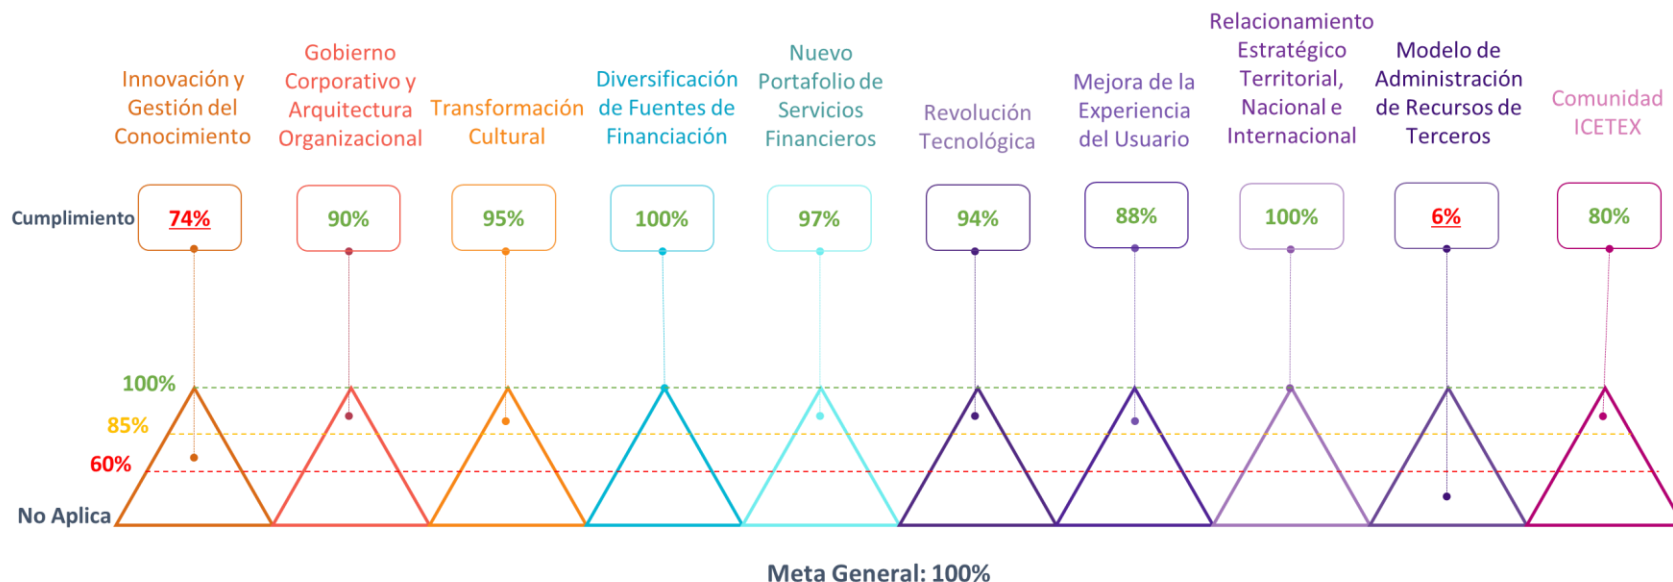 Innovación y
Gestión del
Conocimiento
Gobierno
Corporativo y
Arquitectura
Organizacional
Transformación
Cultural
Diversificación
de Fuentes de
Financiación
Nuevo
Portafolio de
Servicios
Financieros
Revolución
Tecnológica
Mejora de la
Experiencia
del Usuario
Relacionamiento
Estratégico
Territorial,
Nacional e
Internacional
Modelo de
Administración
de Recursos de
Terceros
Comunidad
ICETEX
Cumplimiento 74% 90% 95% 100% 97% 94% 88% 100% 6% 80%
100%
85%
60%
No Aplica
Meta General: 100%